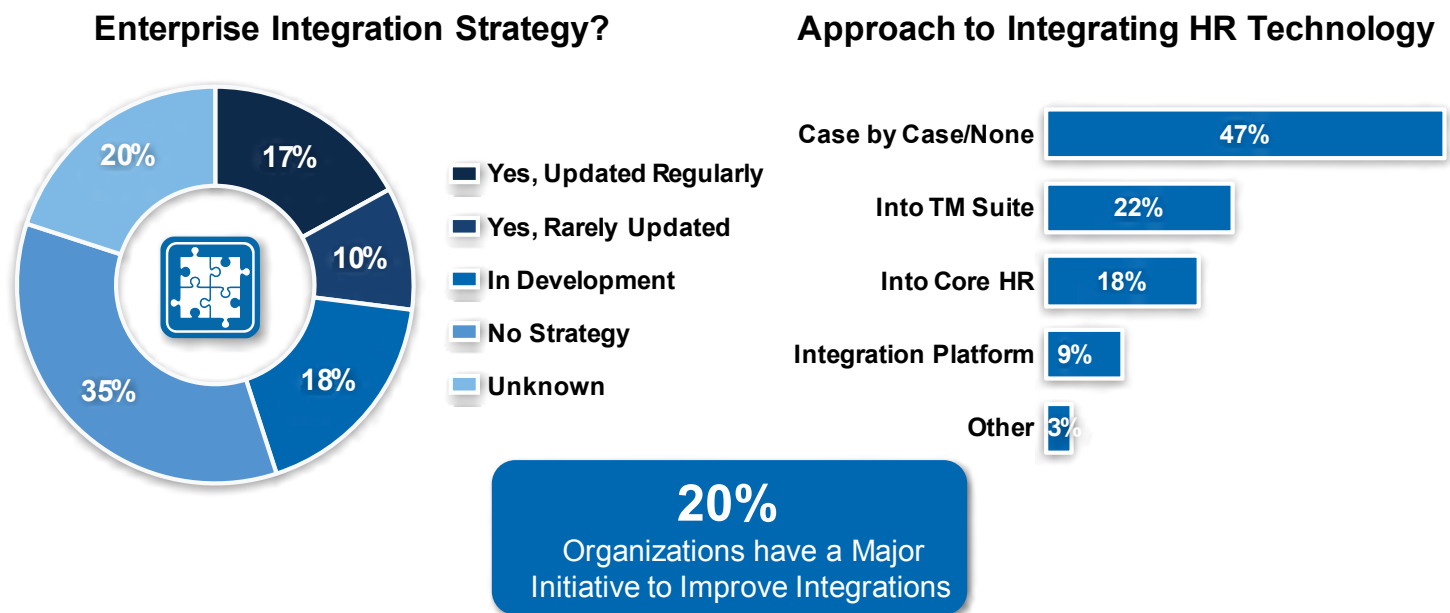 Enterprise Integration Strategy?
20%
17%
10%
18%
35%
Yes, Updated Regularly
Yes, Rarely Updated
In Development
No Strategy
Unknown
Approach to Integrating HR Technology
Case by Case/None
47%
Into TM Suite
22%
Into Core HR
18%
Integration Platform
9%
Other
3%
20%
Organizations have a Major
Initiative to Improve Integrations